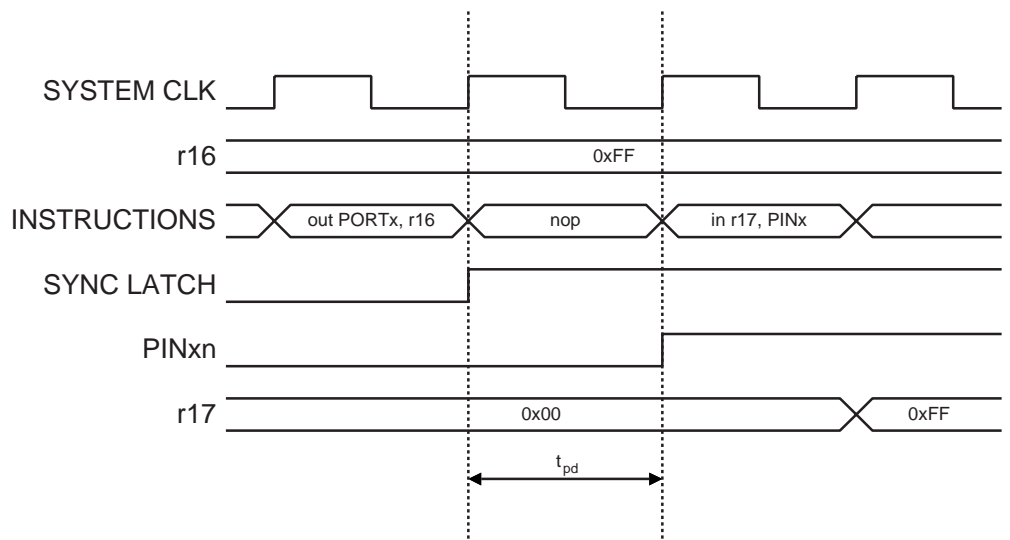 SYSTEM CLK
r16 0xFF
INSTRUCTIONS out PORTx, r16 nop in r17, PINx
SYNC LATCH
PINxn
r17 0x00 0xFF
tpd